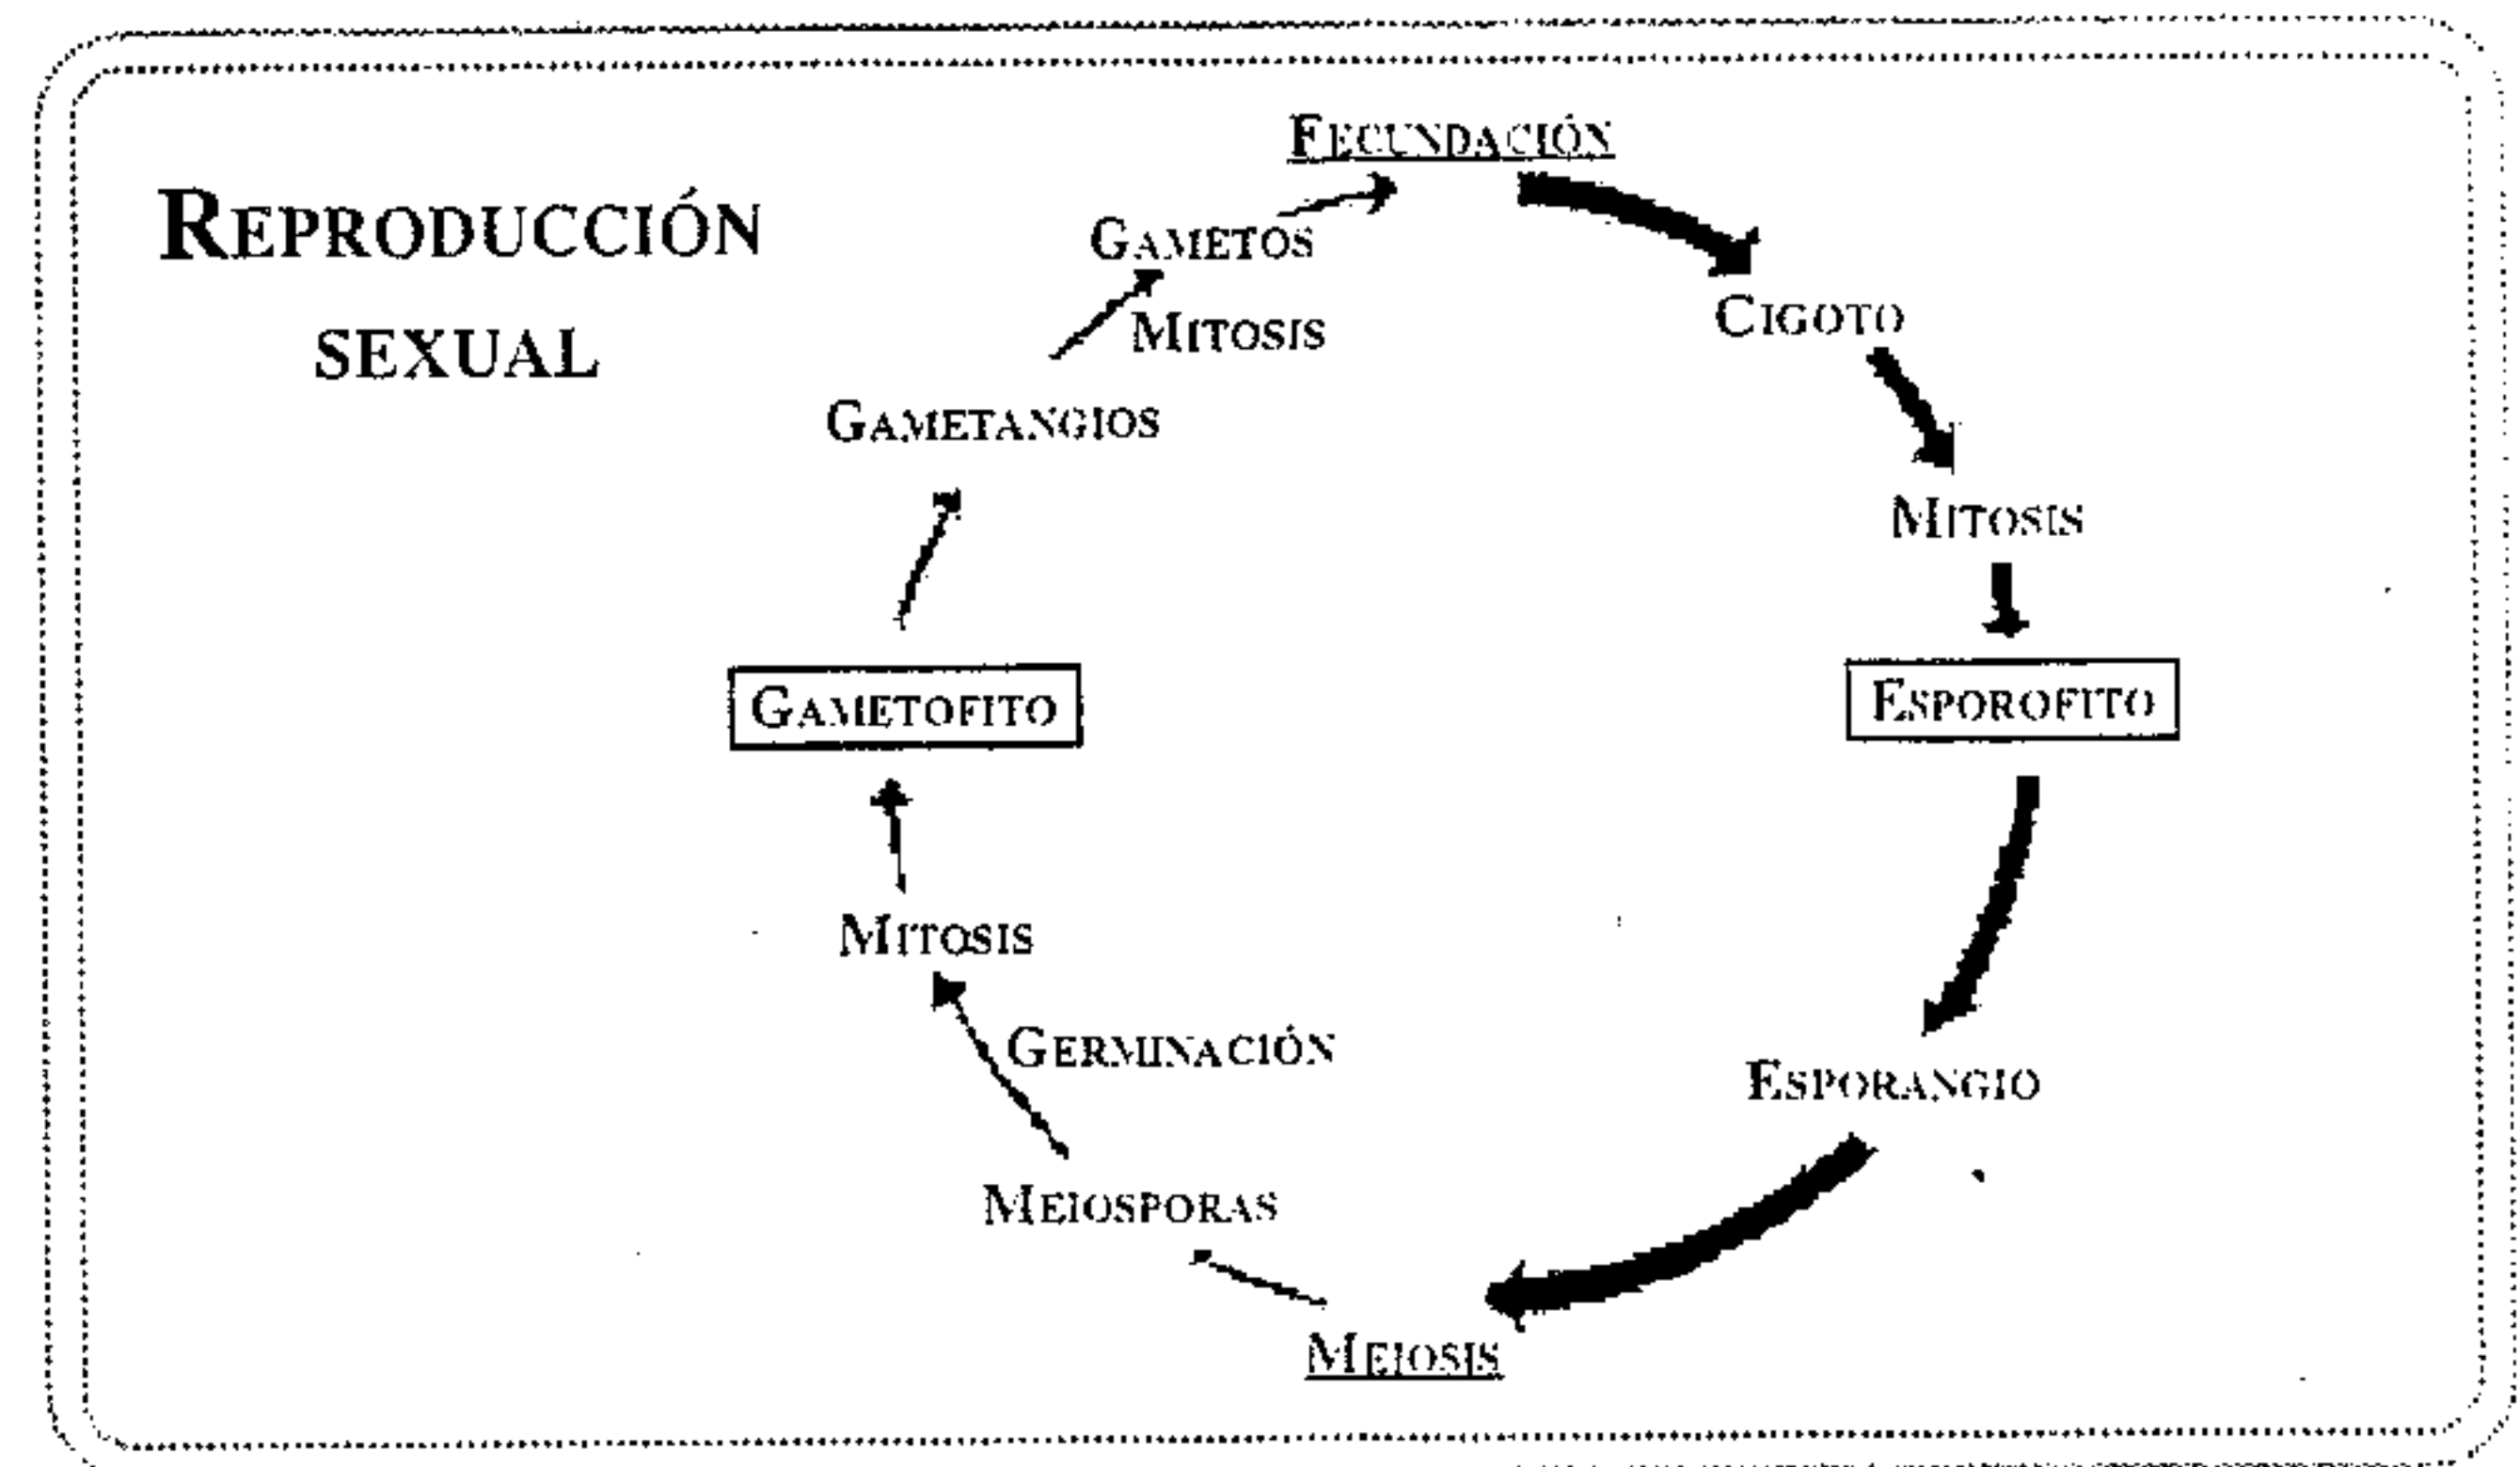 REPRODUCCIÓN
SEXUAL
FECUNDACIÓN
GAMETOS
CIGOTO
MITOSIS
GAMETANGIOS
MITOSIS
GAMETOFITO
ESPOROFITO
MITOSIS
GERMINACIÓN
ESPORANGIO
MEIOSPORAS
MEIOSIS